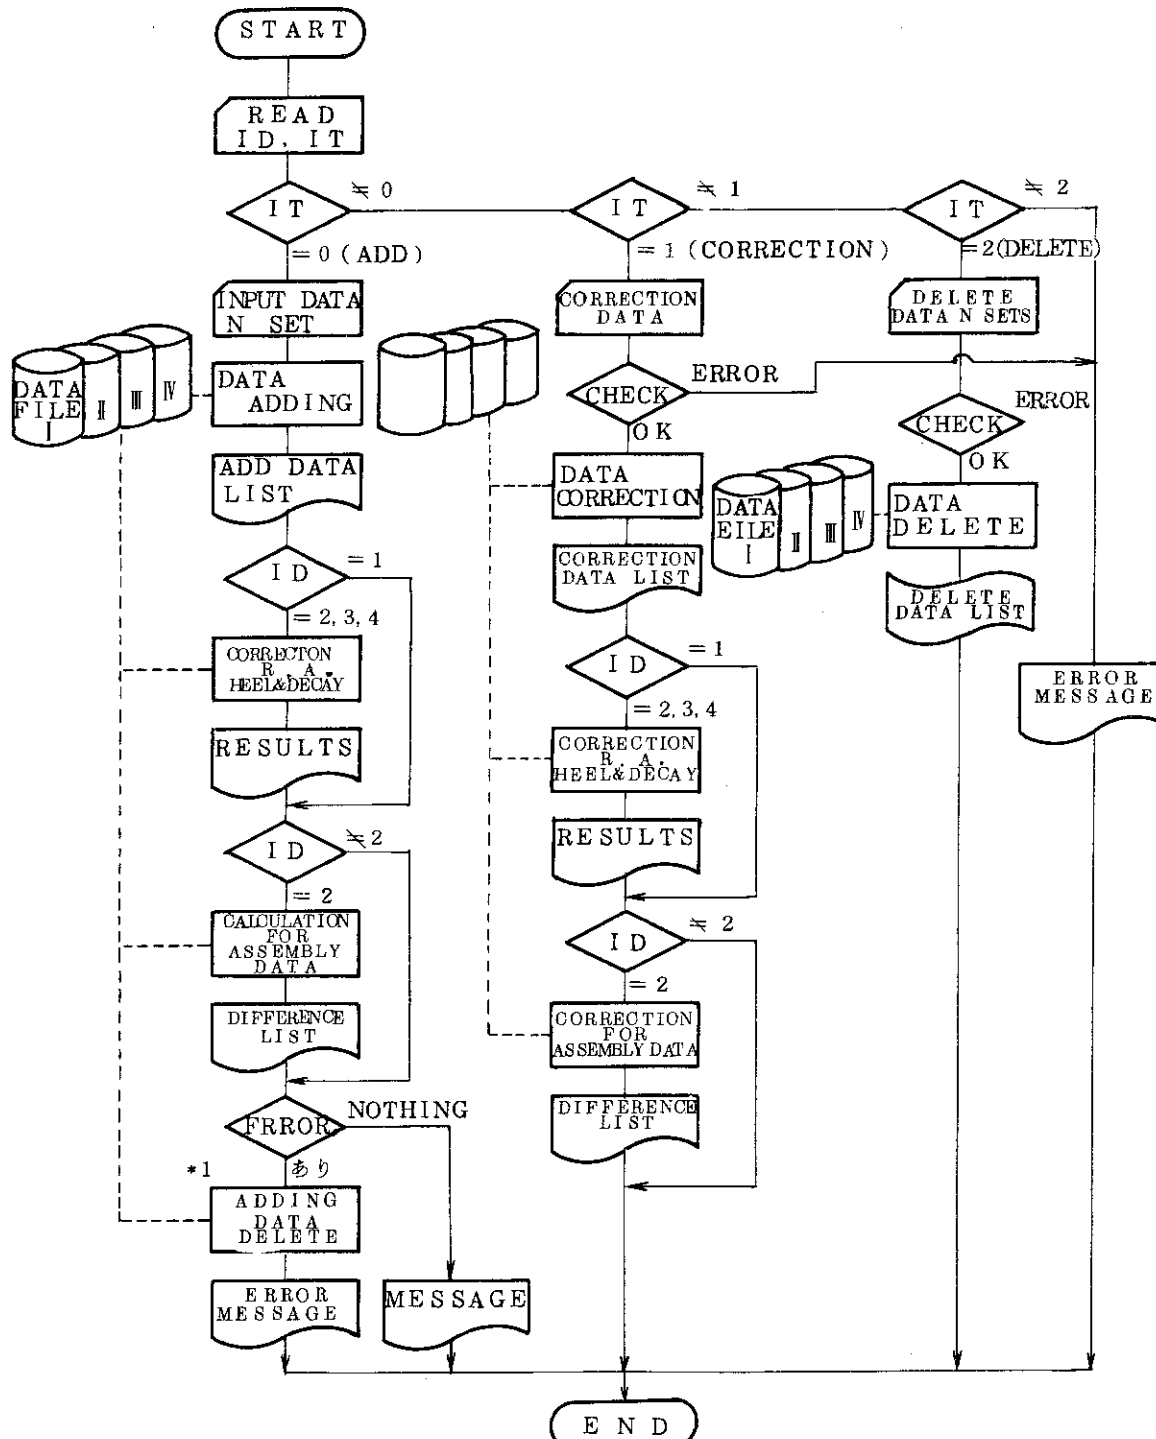 START
READ
ID, IT
IT
≠ 0
= 0 (ADD)
IT
≠ 1
= 1 (CORRECTION)
IT
≠ 2
= 2(DELETE)
INPUT DATA
N SET
DATA
FILE
I
II
III
IV
DATA
ADDING
ADD DATA
LIST
ID
= 1
= 2, 3, 4
CORRECTON
R. A.
HEEL&DECAY
RESULTS
ID
≠ 2
= 2
CALCULATION
FOR
ASSEMBLY
DATA
DIFFERENCE
LIST
FRROR
NOTHING
*1
あり
ADDING
DATA
DELETE
ERROR
MESSAGE
MESSAGE
CORRECTION
DATA
CHECK
ERROR
OK
DATA
CORRECTION
CORRECTION
DATA LIST
ID
= 1
= 2, 3, 4
CORRECTION
R. A.
HEEL&DECAY
RESULTS
ID
≠ 2
= 2
CORRECTION
FOR
ASSEMBLY DATA
DIFFERENCE
LIST
DELETE
DATA N SETS
CHECK
ERROR
OK
DATA
EILE
I
II
III
IV
DATA
DELETE
DELETE
DATA LIST
ERROR
MESSAGE
END